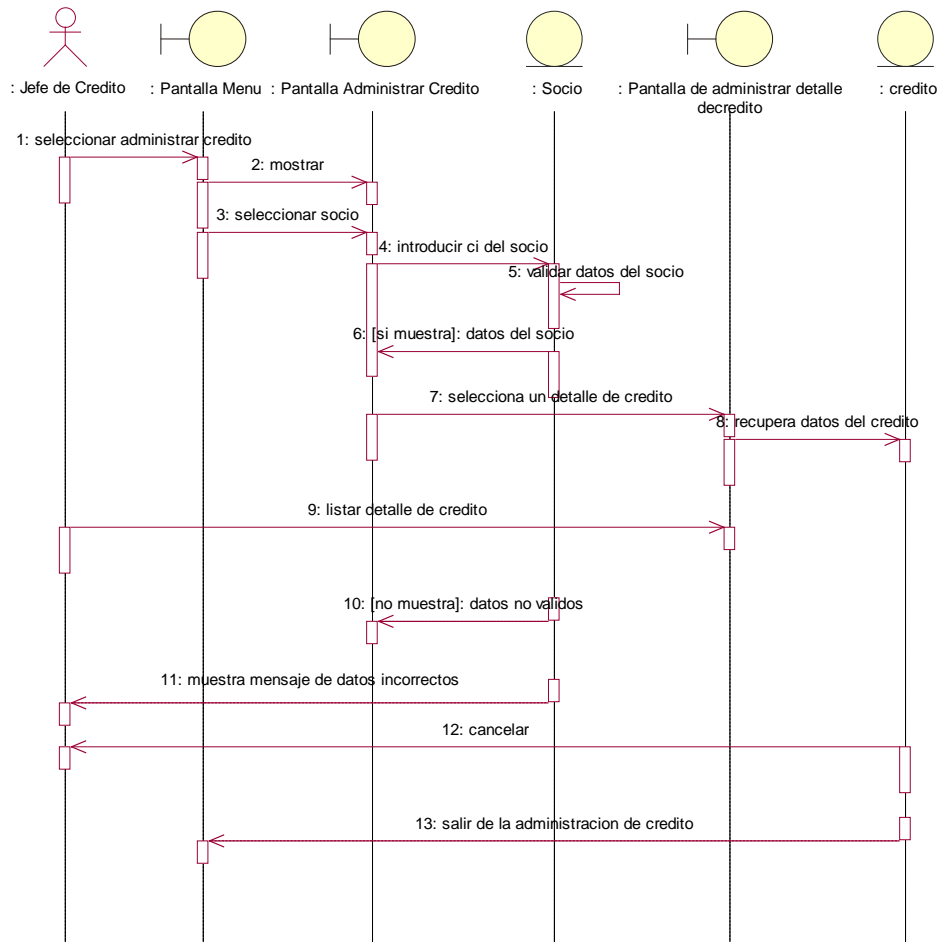 : Jefe de Credito
: Pantalla Menu
: Pantalla Administrar Credito
: Socio
: Pantalla de administrar detalle
decredito
: credito
1: seleccionar administrar credito
2: mostrar
3: seleccionar socio
4: introducir ci del socio
5: validar datos del socio
6: [si muestra]: datos del socio
7: selecciona un detalle de credito
8: recupera datos del credito
9: listar detalle de credito
10: [no muestra]: datos no validos
11: muestra mensaje de datos incorrectos
12: cancelar
13: salir de la administracion de credito